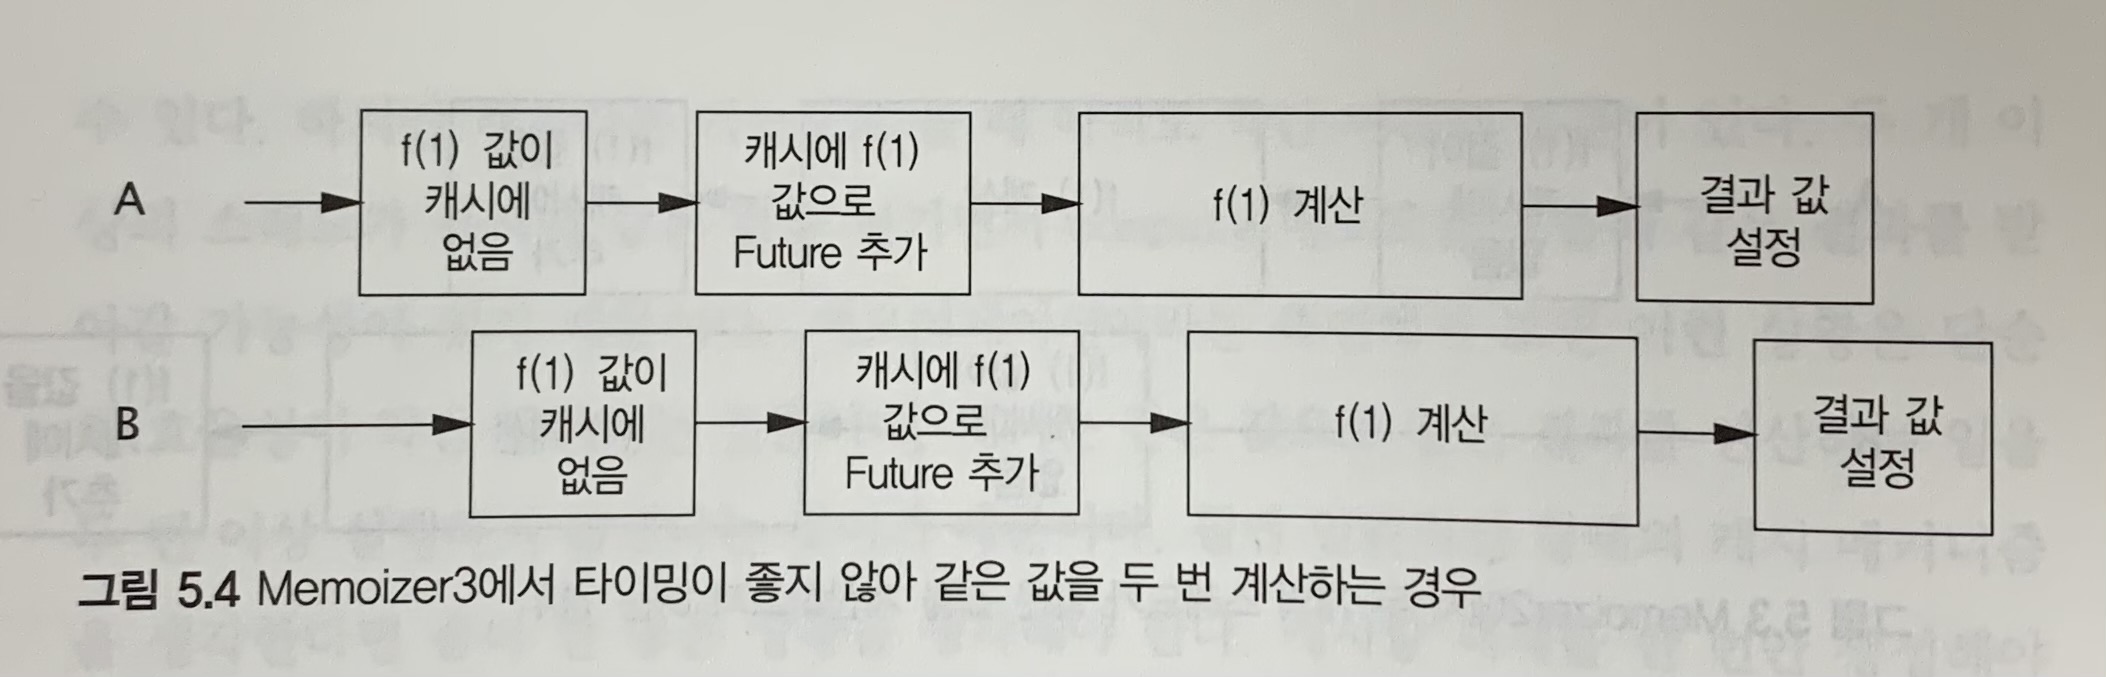 A
f(1) 값이
캐시에
없음
캐시에 f(1)
값으로
Future 추가
f(1) 계산
결과 값
설정
B
f(1) 값이
캐시에
없음
캐시에 f(1)
값으로
Future 추가
f(1) 계산
결과 값
설정
그림 5.4 Memoizer3에서 타이밍이 좋지 않아 같은 값을 두 번 계산하는 경우